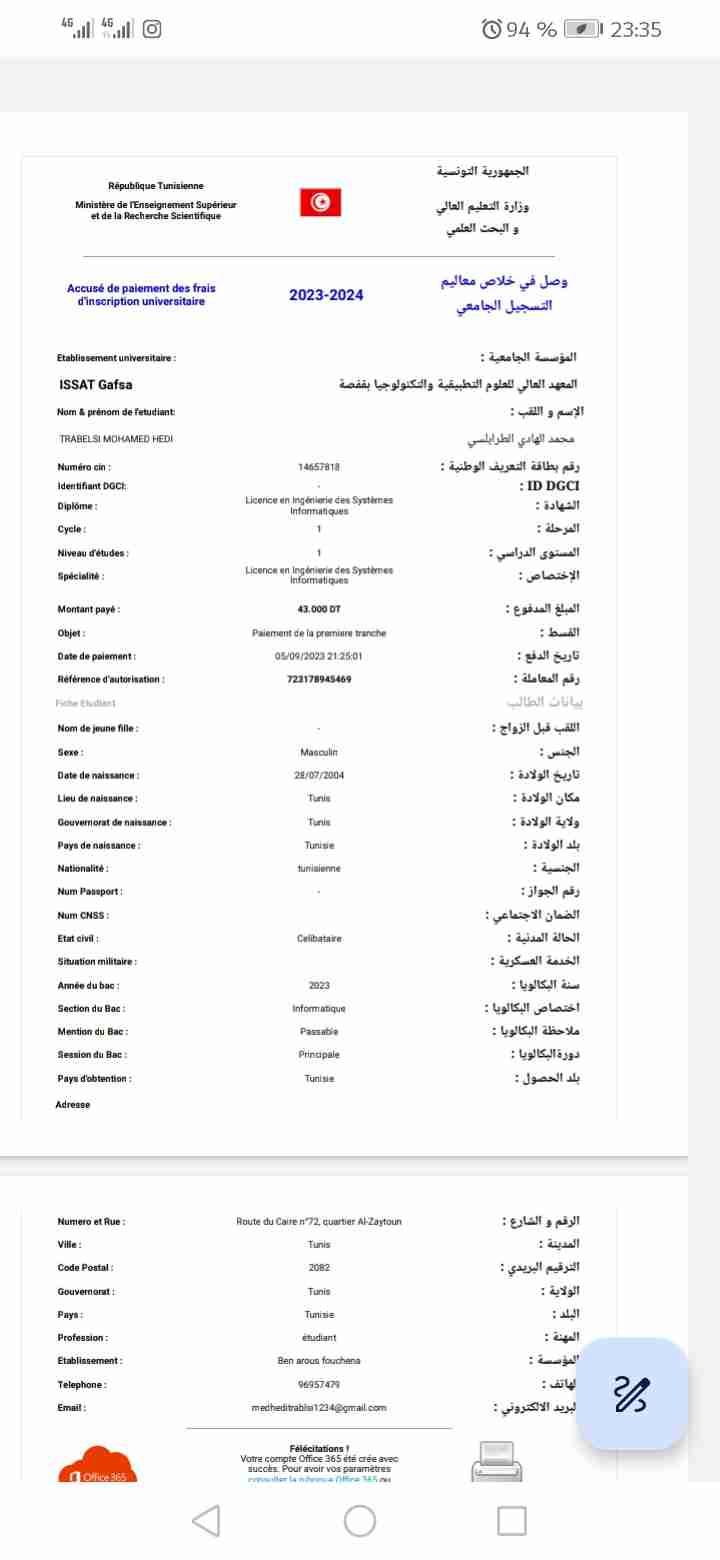 4G 4G 94 % 23:35
République Tunisienne
Ministère de l'Enseignement Supérieur
et de la Recherche Scientifique
الجمهورية التونسية
وزارة التعليم العالي
و البحث العلمي
Accusé de paiement des frais
d'inscription universitaire
2023-2024
وصل في خلاص معاليم
التسجيل الجامعي
Etablissement universitaire : المؤسسة الجامعية :
ISSAT Gafsa المعهد العالي للعلوم التطبيقية والتكنولوجيا بقفصة
Nom & prénom de l'etudiant: الإسم و اللقب :
TRABELSI MOHAMED HEDI محمد الهادي الطرابلسي
Numéro cin : 14657818 رقم بطاقة التعريف الوطنية :
Identifiant DGCI: - ID DGCI :
Diplôme : Licence en Ingénierie des Systèmes Informatiques الشهادة :
Cycle : 1 المرحلة :
Niveau d'études : 1 المستوى الدراسي :
Spécialité : Licence en Ingénierie des Systèmes Informatiques الإختصاص :
Montant payé : 43.000 DT المبلغ المدفوع :
Objet : Paiement de la premiere tranche القسط :
Date de paiement : 05/09/2023 21:25:01 تاريخ الدفع :
Référence d'autorisation : 723178945469 رقم المعاملة :
Fiche Etudiant بيانات الطالب
Nom de jeune fille : - اللقب قبل الزواج :
Sexe : Masculin الجنس :
Date de naissance : 28/07/2004 تاريخ الولادة :
Lieu de naissance : Tunis مكان الولادة :
Gouvernorat de naissance : Tunis ولاية الولادة :
Pays de naissance : Tunisie بلد الولادة :
Nationalité : tunisienne الجنسية :
Num Passport : - رقم الجواز :
Num CNSS : الضمان الاجتماعي :
Etat civil : Celibataire الحالة المدنية :
Situation militaire : الخدمة العسكرية :
Année du bac : 2023 سنة البكالويا :
Section du Bac : Informatique اختصاص البكالويا :
Mention du Bac : Passable ملاحظة البكالويا :
Session du Bac : Principale دورةالبكالويا :
Pays d'obtention : Tunisie بلد الحصول :
Adresse
Numero et Rue : Route du Caire n°72, quartier Al-Zaytoun الرقم و الشارع :
Ville : Tunis المدينة :
Code Postal : 2082 الترقيم البريدي :
Gouvernorat : Tunis الولاية :
Pays : Tunisie البلد :
Profession : étudiant المهنة :
Etablissement : Ben arous fouchena المؤسسة :
Telephone : 96957479 الهاتف :
Email : medheditrablsi1234@gmail.com البريد الالكتروني :
Office 365
Félécitations !
Votre compte Office 365 été crée avec
succès. Pour avoir vos paramètres
consulter la rubrique Office 365 ou